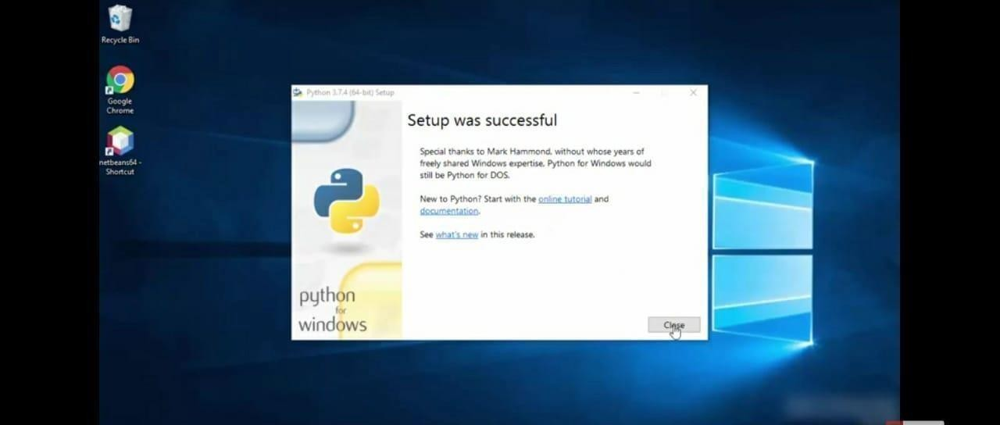 Recycle Bin
Google
Chrome
netbeans64 -
Shortcut
Python 3.7.4 (64-bit) Setup
Setup was successful
Special thanks to Mark Hammond, without whose years of
freely shared Windows expertise, Python for Windows would
still be Python for DOS.
New to Python? Start with the online tutorial and
documentation.
See what's new in this release.
python
for
windows
Close